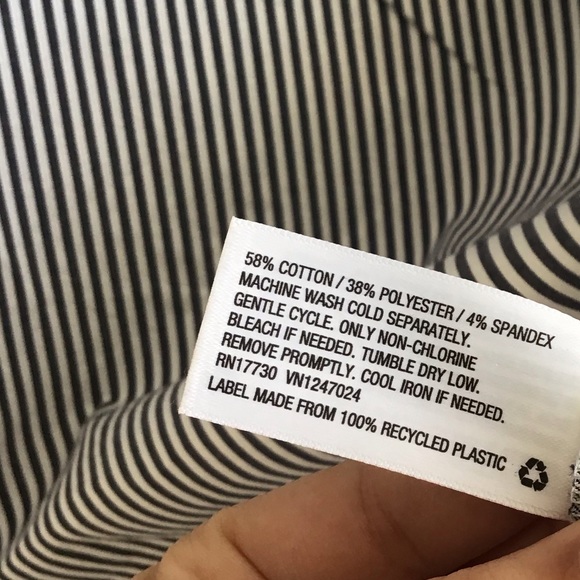 58% COTTON / 38% POLYESTER / 4% SPANDEX
MACHINE WASH COLD SEPARATELY.
GENTLE CYCLE. ONLY NON-CHLORINE
BLEACH IF NEEDED. TUMBLE DRY LOW.
REMOVE PROMPTLY. COOL IRON IF NEEDED.
RN17730 VN1247024
LABEL MADE FROM 100% RECYCLED PLASTIC